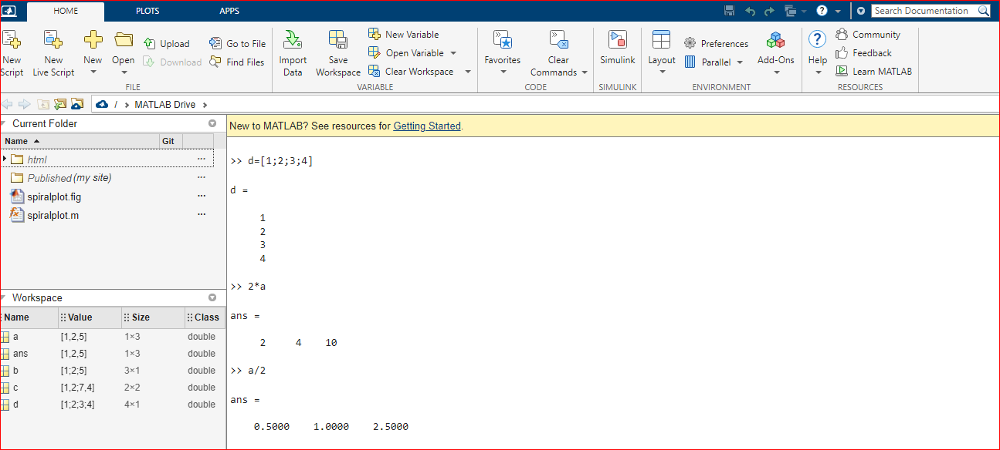 HOME PLOTS APPS Search Documentation
New Script
New Live Script
New
Open
Upload
Download
Go to File
Find Files
FILE
Import Data
Save Workspace
New Variable
Open Variable
Clear Workspace
VARIABLE
Favorites
Clear Commands
CODE
Simulink
SIMULINK
Layout
Preferences
Parallel
Add-Ons
ENVIRONMENT
Help
Community
Feedback
Learn MATLAB
RESOURCES
/ › MATLAB Drive ›
Current Folder
Name Git
html ...
Published (my site) ...
spiralplot.fig ...
spiralplot.m ...
Workspace
Name Value Size Class
a [1,2,5] 1×3 double
ans [1,2,5] 1×3 double
b [1;2;5] 3×1 double
c [1,2;7,4] 2×2 double
d [1;2;3;4] 4×1 double
New to MATLAB? See resources for Getting Started.
>> d=[1;2;3;4]
d =
1
2
3
4
>> 2*a
ans =
2 4 10
>> a/2
ans =
0.5000 1.0000 2.5000